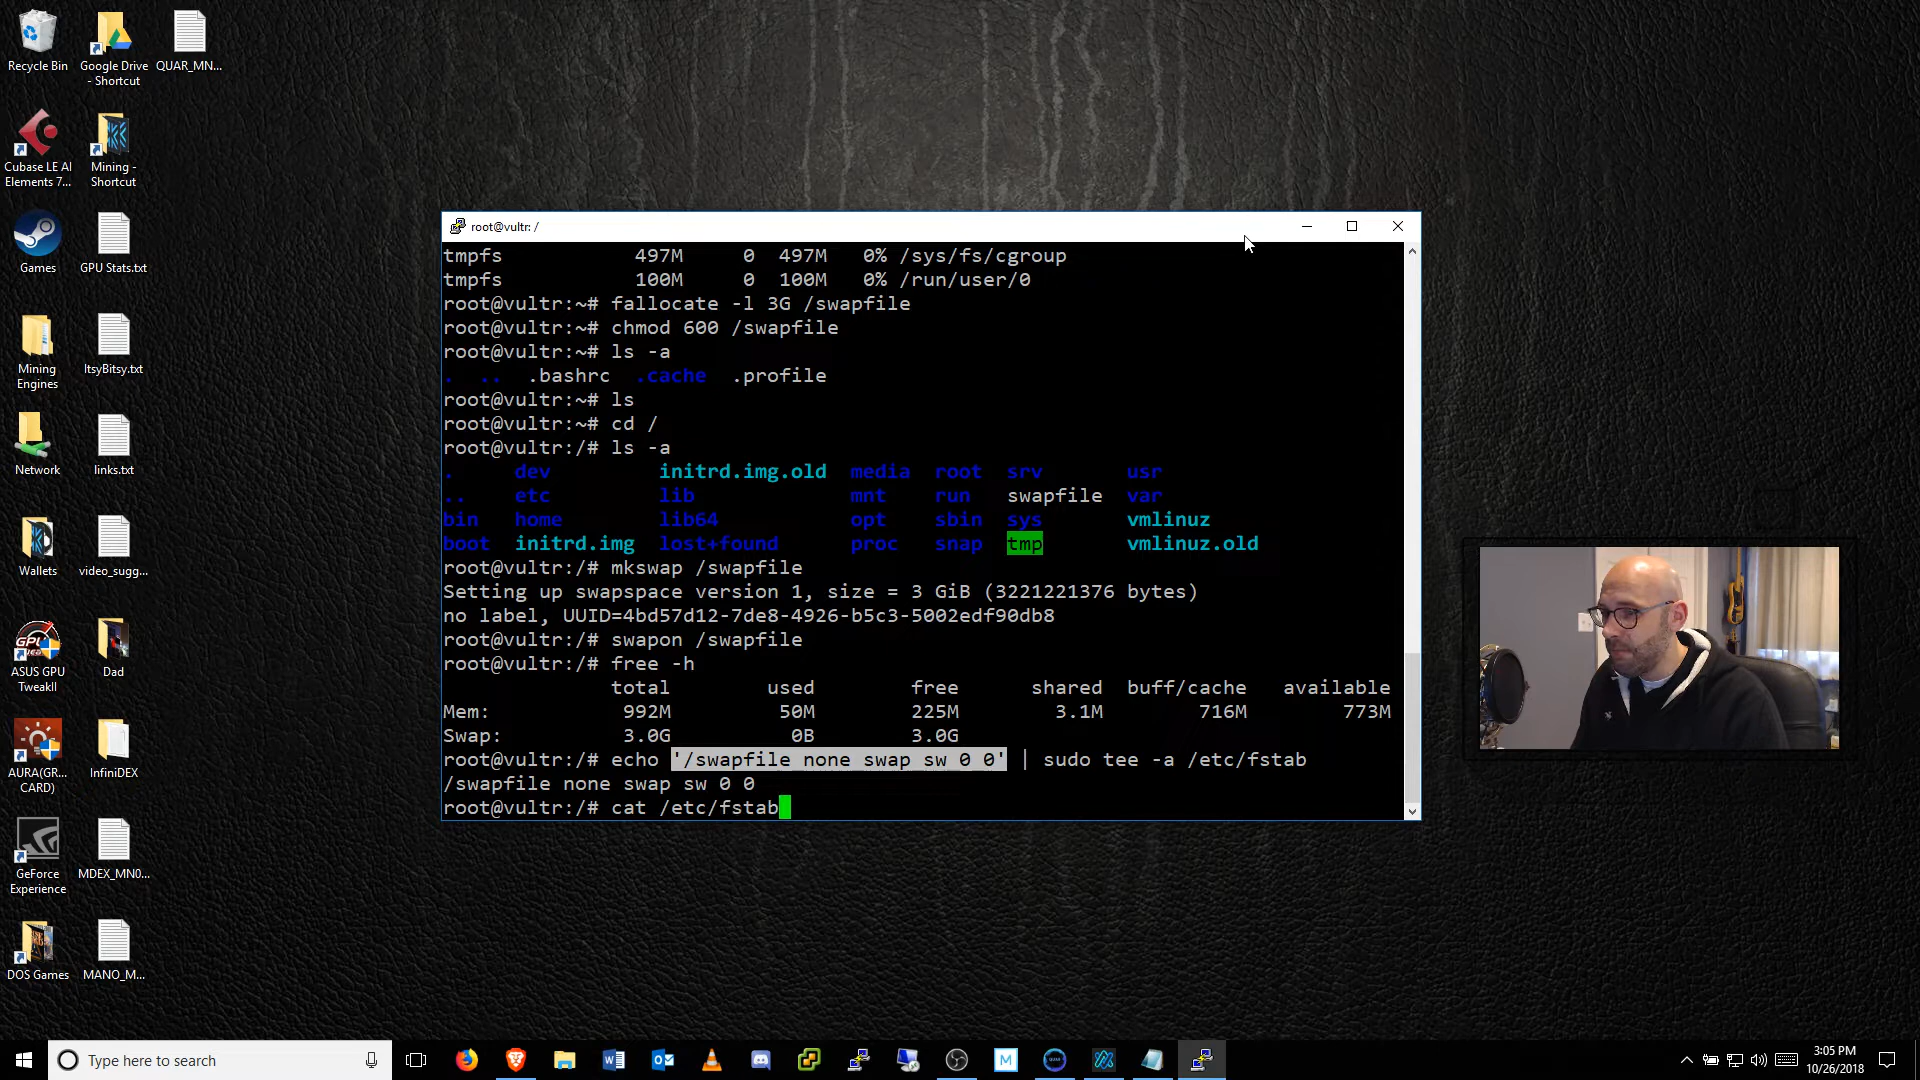 Recycle Bin
Google Drive
- Shortcut
QUAR_MN...
Cubase LE AI
Elements 7...
Mining -
Shortcut
Games
GPU Stats.txt
Mining
Engines
ItsyBitsy.txt
Network
links.txt
Wallets
video_sugg...
ASUS GPU
TweakII
Dad
AURA(GR...
CARD)
InfiniDEX
GeForce
Experience
MDEX_MN0...
DOS Games
MANO_M...
root@vultr: /
tmpfs 497M 0 497M 0% /sys/fs/cgroup
tmpfs 100M 0 100M 0% /run/user/0
root@vultr:~# fallocate -l 3G /swapfile
root@vultr:~# chmod 600 /swapfile
root@vultr:~# ls -a
. .. .bashrc .cache .profile
root@vultr:~# ls
root@vultr:~# cd /
root@vultr:/# ls -a
. dev initrd.img.old media root srv usr
.. etc lib mnt run swapfile var
bin home lib64 opt sbin sys vmlinuz
boot initrd.img lost+found proc snap tmp vmlinuz.old
root@vultr:/# mkswap /swapfile
Setting up swapspace version 1, size = 3 GiB (3221221376 bytes)
no label, UUID=4bd57d12-7de8-4926-b5c3-5002edf90db8
root@vultr:/# swapon /swapfile
root@vultr:/# free -h
total used free shared buff/cache available
Mem: 992M 50M 225M 3.1M 716M 773M
Swap: 3.0G 0B 3.0G
root@vultr:/# echo '/swapfile none swap sw 0 0' | sudo tee -a /etc/fstab
/swapfile none swap sw 0 0
root@vultr:/# cat /etc/fstab
Type here to search
3:05 PM
10/26/2018